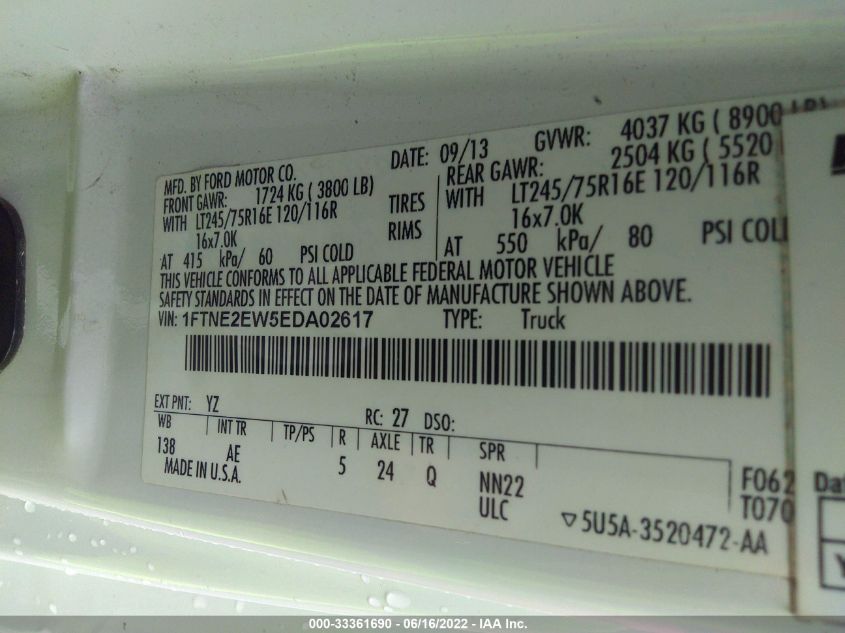 MFD. BY FORD MOTOR CO. DATE: 09/13 GVWR: 4037 KG ( 8900 LB)
FRONT GAWR: 1724 KG ( 3800 LB) REAR GAWR: 2504 KG ( 5520
WITH LT245/75R16E 120/116R TIRES WITH LT245/75R16E 120/116R
16x7.0K RIMS 16x7.0K
AT 415 kPa/ 60 PSI COLD AT 550 kPa/ 80 PSI COL
THIS VEHICLE CONFORMS TO ALL APPLICABLE FEDERAL MOTOR VEHICLE
SAFETY STANDARDS IN EFFECT ON THE DATE OF MANUFACTURE SHOWN ABOVE.
VIN: 1FTNE2EW5EDA02617 TYPE: Truck
EXT PNT: YZ RC: 27 DSO:
WB INT TR TP/PS R AXLE TR SPR
138 AE 5 24 Q NN22 F062
MADE IN U.S.A. ULC T070
5U5A-3520472-AA
000-33361690 - 06/16/2022 - IAA Inc.